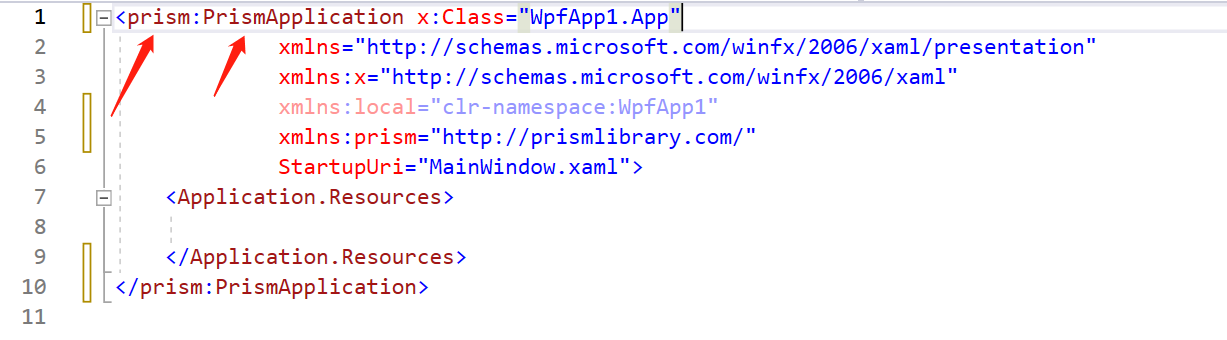 1 <prism:PrismApplication x:Class="WpfApp1.App"
2 xmlns="http://schemas.microsoft.com/winfx/2006/xaml/presentation"
3 xmlns:x="http://schemas.microsoft.com/winfx/2006/xaml"
4 xmlns:local="clr-namespace:WpfApp1"
5 xmlns:prism="http://prismlibrary.com/"
6 StartupUri="MainWindow.xaml">
7 <Application.Resources>
8
9 </Application.Resources>
10 </prism:PrismApplication>
11